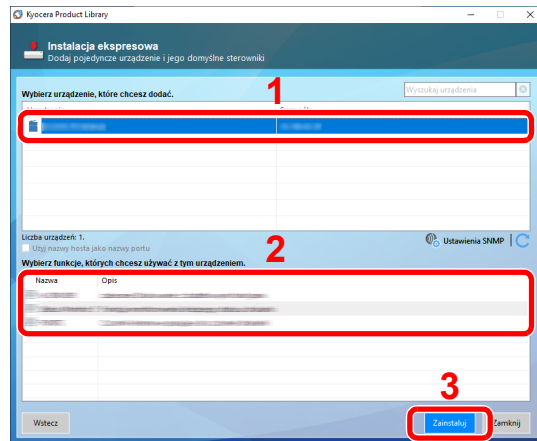 Kyocera Product Library
Instalacja ekspresowa
Dodaj pojedyncze urządzenie i jego domyślne sterowniki
1
Wybierz urządzenie, które chcesz dodać.
Wyszukaj urządzenia
Liczba urządzeń: 1.
Użyj nazwy hosta jako nazwy portu
Ustawienia SNMP
2
Wybierz funkcje, których chcesz używać z tym urządzeniem.
Nazwa Opis
3
Wstecz
Zainstaluj
Zamknij